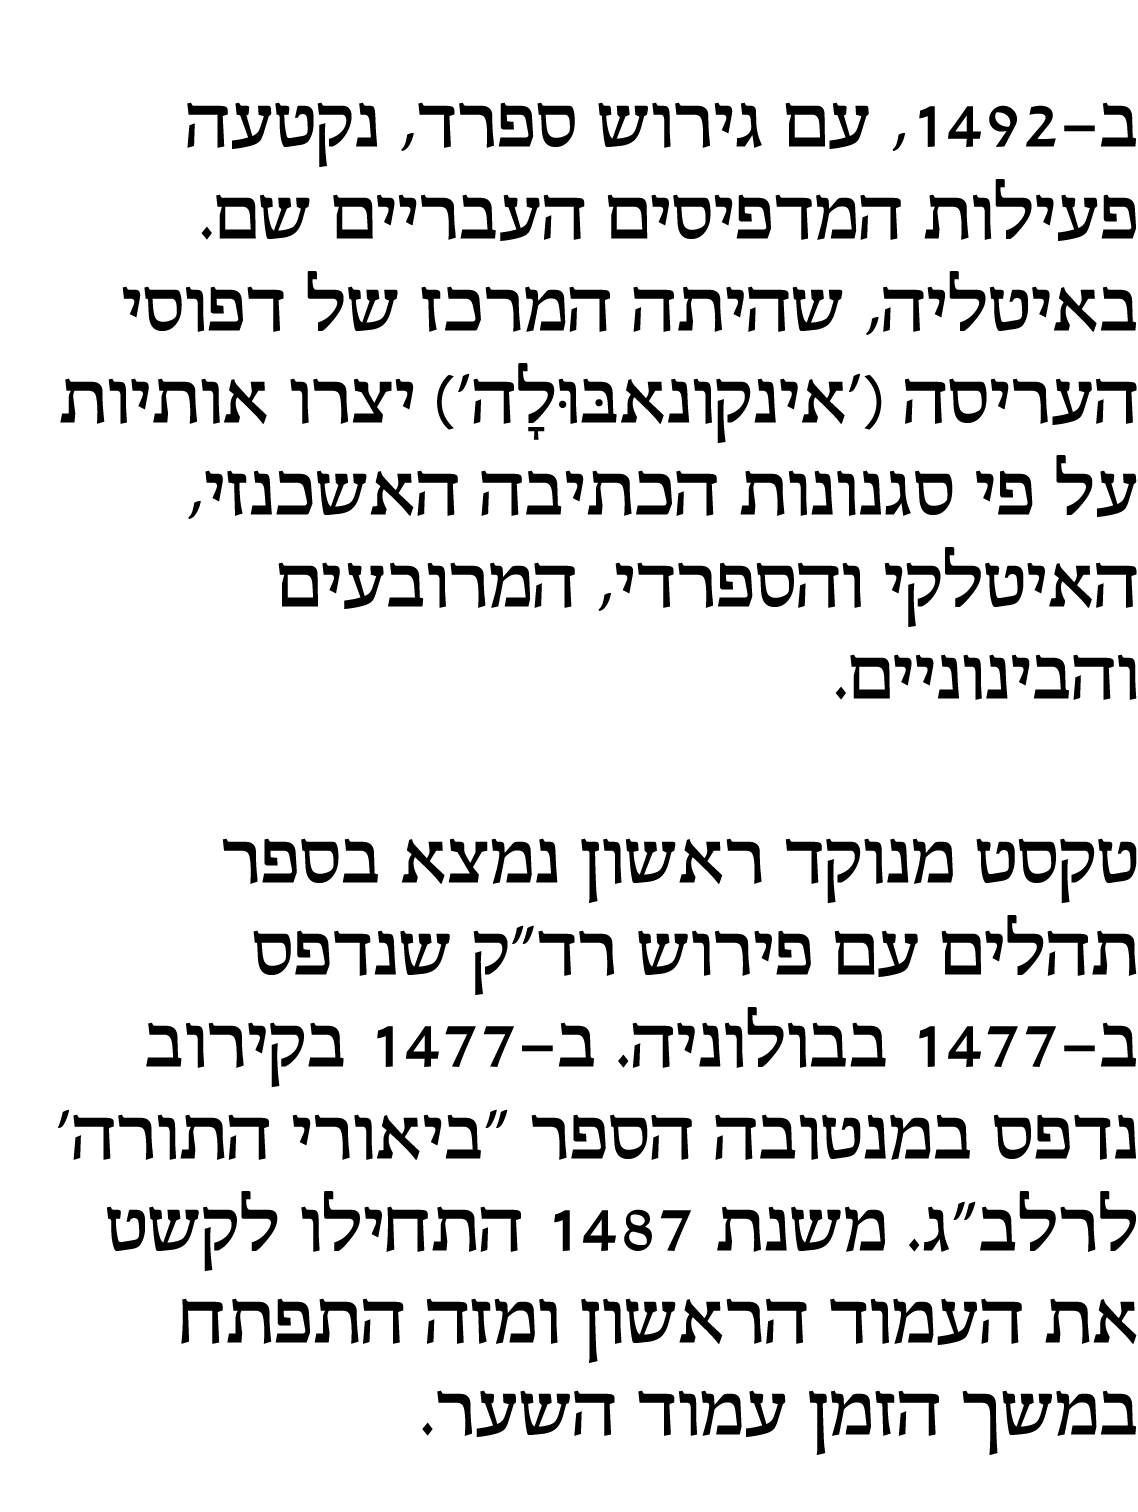 ב–1492, עם גירוש ספרד, נקטעה
פעילות המדפיסים העבריים שם.
באיטליה, שהיתה המרכז של דפוסי
העריסה ('אינקונאבּוּלָה') יצרו אותיות
על פי סגנונות הכתיבה האשכנזי,
האיטלקי והספרדי, המרובעים
והבינוניים.
טקסט מנוקד ראשון נמצא בספר
תהלים עם פירוש רד"ק שנדפס
ב–1477 בבולוניה. ב–1477 בקירוב
נדפס במנטובה הספר "ביאורי התורה'
לרלב"ג. משנת 1487 התחילו לקשט
את העמוד הראשון ומזה התפתח
במשך הזמן עמוד השער.